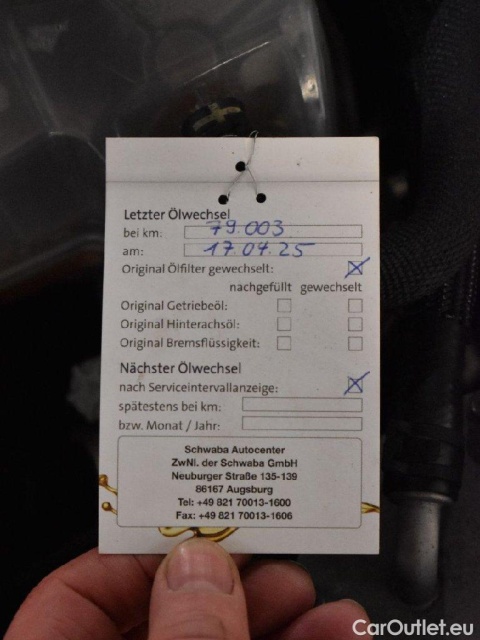 Letzter Ölwechsel
bei km: 79.003
am: 17.04.25
Original Ölfilter gewechselt: ☒
nachgefüllt gewechselt
Original Getriebeöl: ☐ ☐
Original Hinterachsöl: ☐ ☐
Original Bremsflüssigkeit: ☐ ☐
Nächster Ölwechsel
nach Serviceintervallanzeige: ☒
spätestens bei km:
bzw. Monat / Jahr:
Schwaba Autocenter
ZwNl. der Schwaba GmbH
Neuburger Straße 135-139
86167 Augsburg
Tel: +49 821 70013-1600
Fax: +49 821 70013-1606
CarOutlet.eu